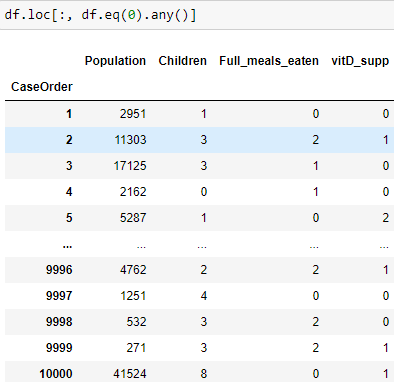 df.loc[:, df.eq(0).any()]
Population Children Full_meals_eaten vitD_supp
CaseOrder
1 2951 1 0 0
2 11303 3 2 1
3 17125 3 1 0
4 2162 0 1 0
5 5287 1 0 2
... ... ... ... ...
9996 4762 2 2 1
9997 1251 4 0 0
9998 532 3 2 0
9999 271 3 2 1
10000 41524 8 0 1